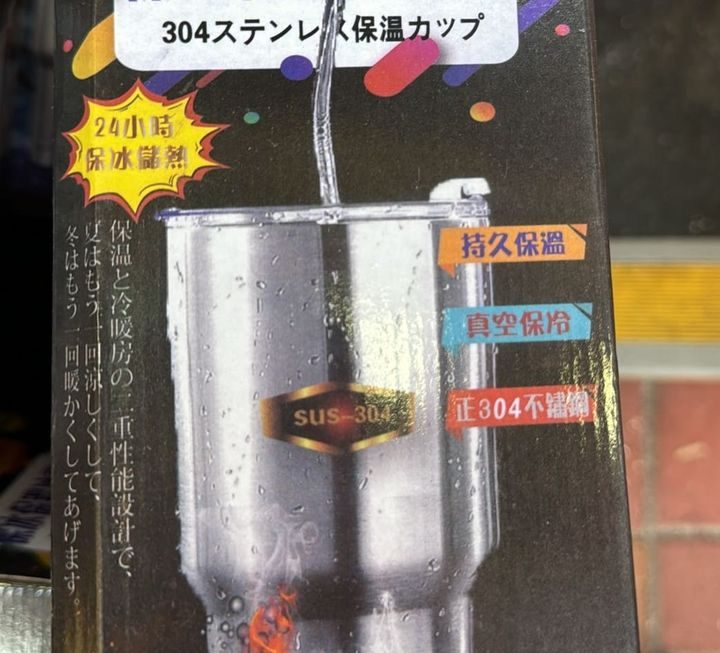 304ステンレス保温カップ
24小時
保冰儲熱
持久保溫
真空保冷
正304不鏽鋼
sus-304
保温と冷暖房の二重性能設計で、
夏はもう一回涼しくして、
冬はもう一回暖かくしてあげます。